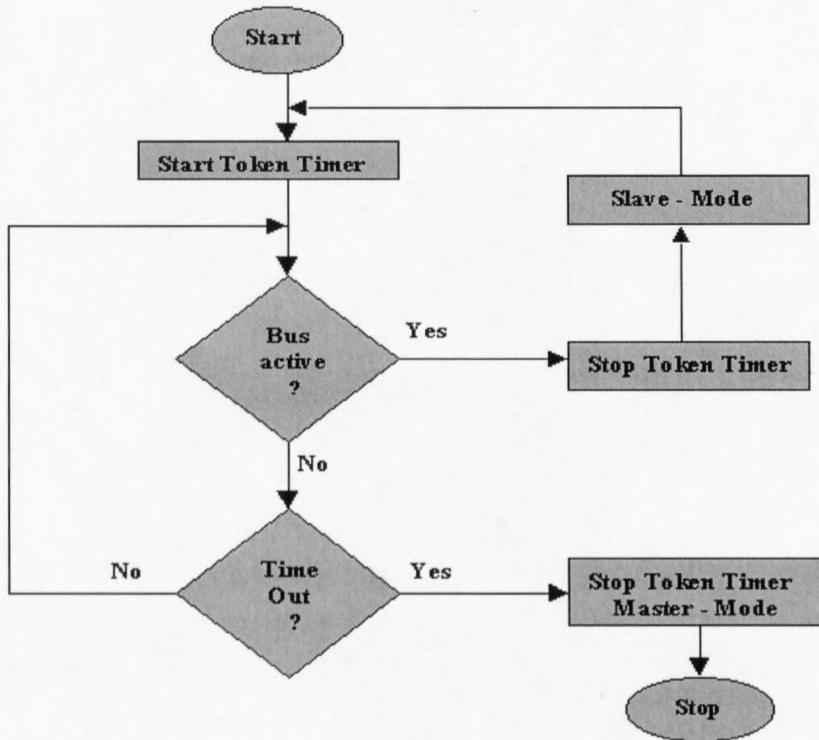 Start
Start Token Timer
Slave - Mode
Bus
active
?
Yes
Stop Token Timer
No
Time
Out
?
No
Yes
Stop Token Timer
Master - Mode
Stop